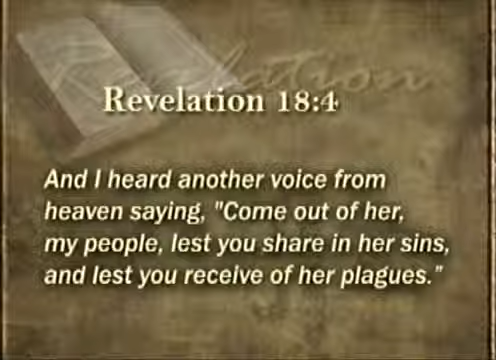 Revelation
Revelation 18:4
And I heard another voice from
heaven saying, "Come out of her,
my people, lest you share in her sins,
and lest you receive of her plagues."